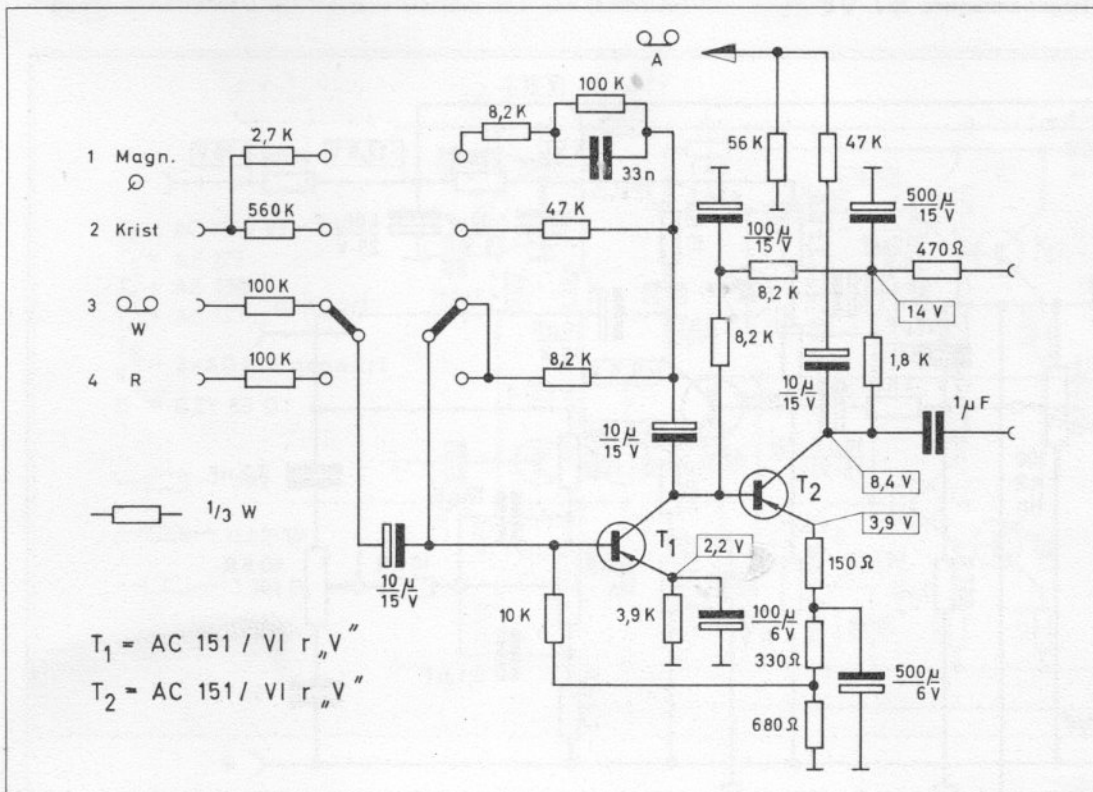 A
100 K
8,2 K
33 n
2,7 K
1 Magn.
560 K
2 Krist
47 K
56 K
47 K
100 µ
15 / V
500 µ
15 / V
470 Ω
8,2 K
14 V
100 K
3
W
8,2 K
100 K
4 R
8,2 K
10 µ
15 / V
1,8 K
1 µF
10 µ
15 / V
T2
8,4 V
3,9 V
1/3 W
T1
2,2 V
150 Ω
10 µ
15 / V
10 K
3,9 K
100 µ
6 / V
330 Ω
500 µ
6 / V
680 Ω
T1 = AC 151 / VI r „V”
T2 = AC 151 / VI r „V”